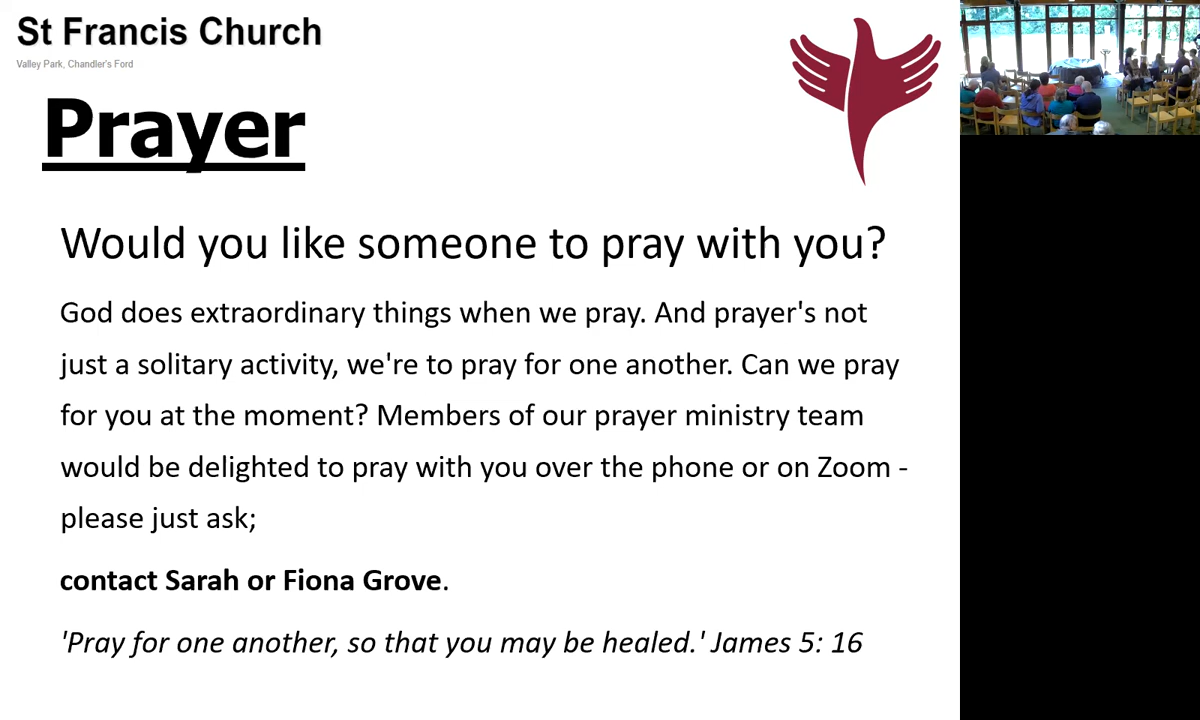 St Francis Church
Valley Park, Chandler's Ford
Prayer
Would you like someone to pray with you?
God does extraordinary things when we pray. And prayer's not
just a solitary activity, we're to pray for one another. Can we pray
for you at the moment? Members of our prayer ministry team
would be delighted to pray with you over the phone or on Zoom -
please just ask;
contact Sarah or Fiona Grove.
'Pray for one another, so that you may be healed.' James 5: 16